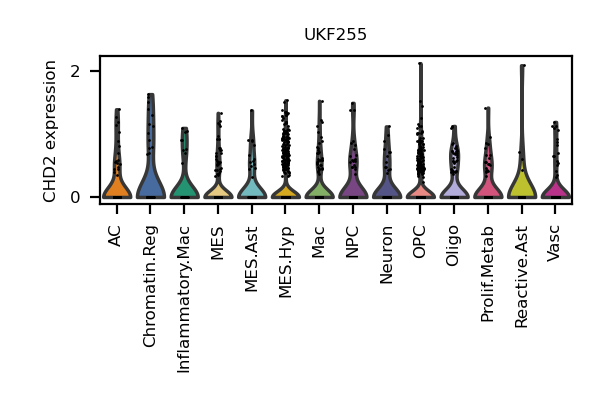 UKF255
CHD2 expression
2
0
AC
Chromatin.Reg
Inflammatory.Mac
MES
MES.Ast
MES.Hyp
Mac
NPC
Neuron
OPC
Oligo
Prolif.Metab
Reactive.Ast
Vasc